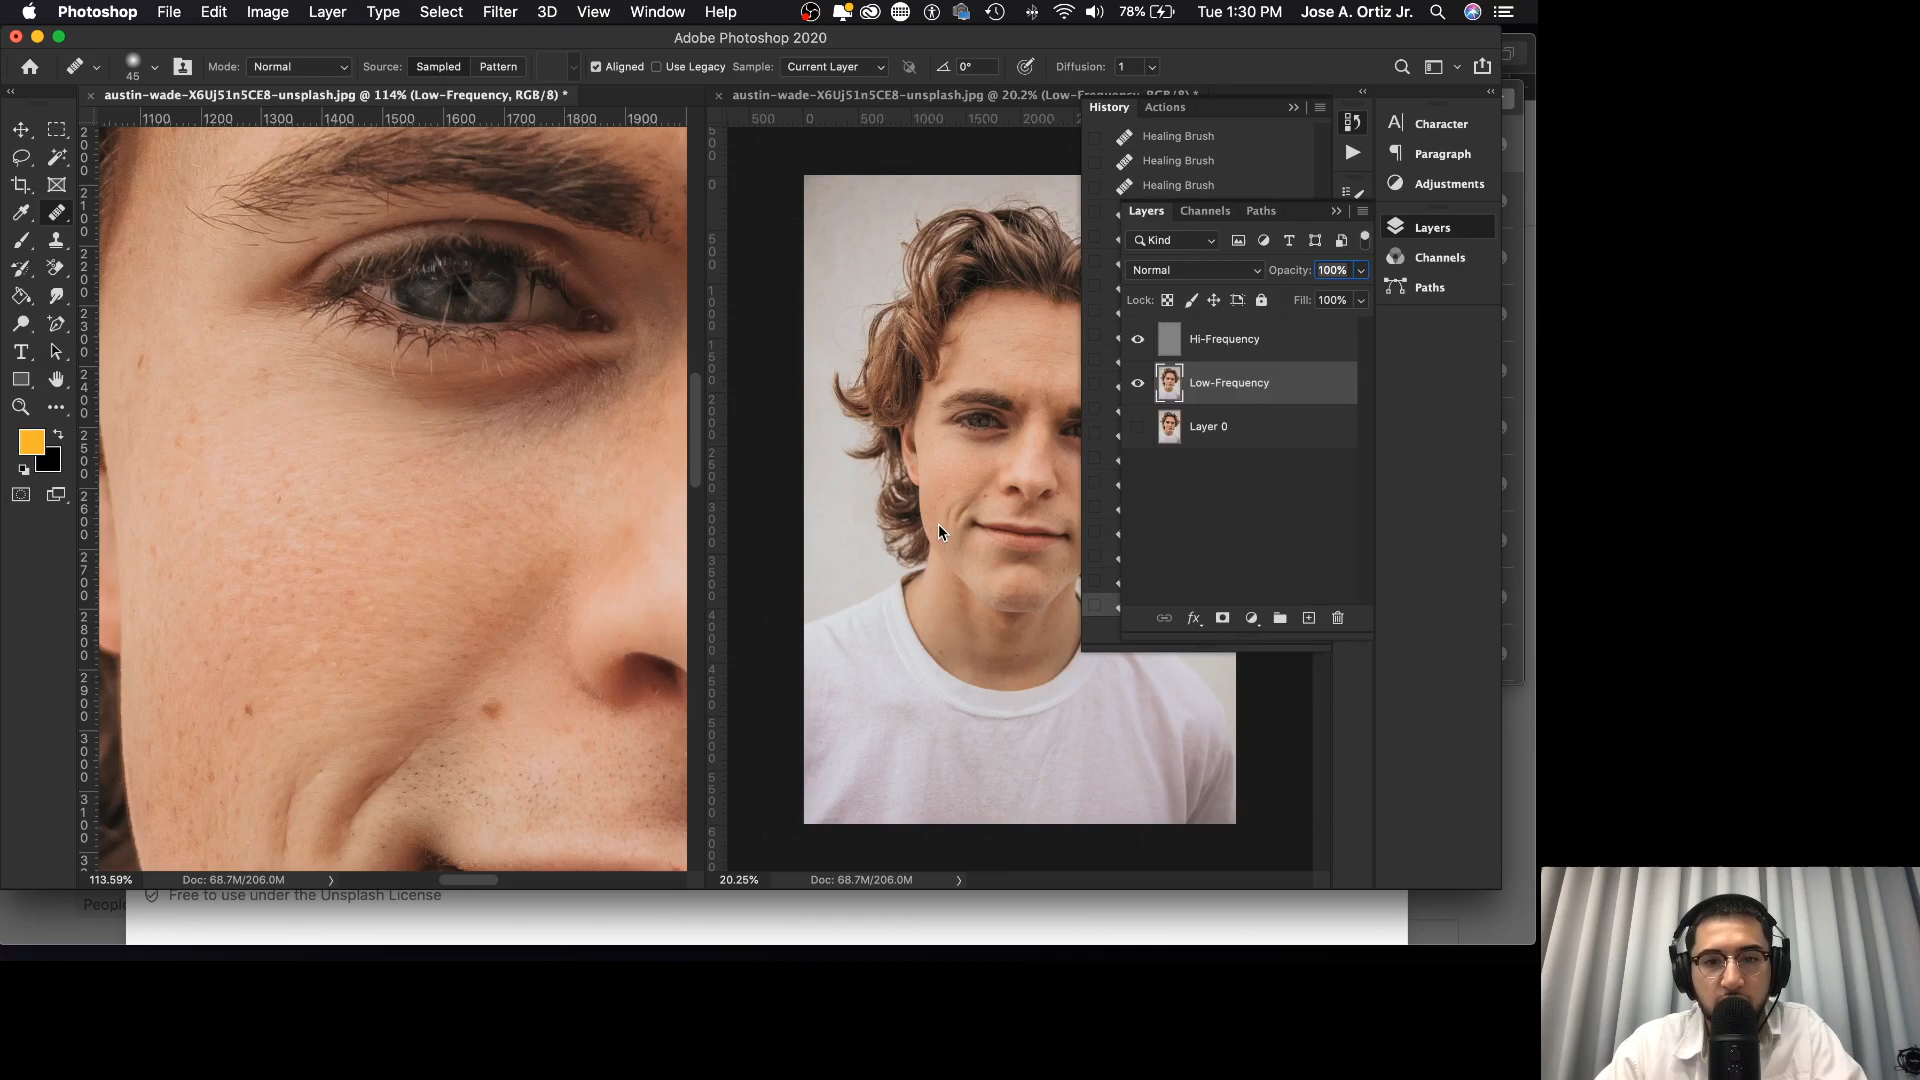 Photoshop File Edit Image Layer Type Select Filter 3D View Window Help 78% Tue 1:30 PM Jose A. Ortiz Jr.
Adobe Photoshop 2020
45 Mode: Normal Source: Sampled Pattern Aligned Use Legacy Sample: Current Layer 0° Diffusion: 1
austin-wade-X6Uj51n5CE8-unsplash.jpg @ 114% (Low-Frequency, RGB/8) *
austin-wade-X6Uj51n5CE8-unsplash.jpg @ 20.2% (Low-Frequency, RGB/8) *
1100 1200 1300 1400 1500 1600 1700 1800 1900
500 0 500 1000 1500 2000
History Actions
Healing Brush
Healing Brush
Healing Brush
Layers Channels Paths
Kind
Normal Opacity: 100%
Lock: Fill: 100%
Hi-Frequency
Low-Frequency
Layer 0
fx
Character
Paragraph
Adjustments
Layers
Channels
Paths
113.59% Doc: 68.7M/206.0M
20.25% Doc: 68.7M/206.0M
People
Free to use under the Unsplash License